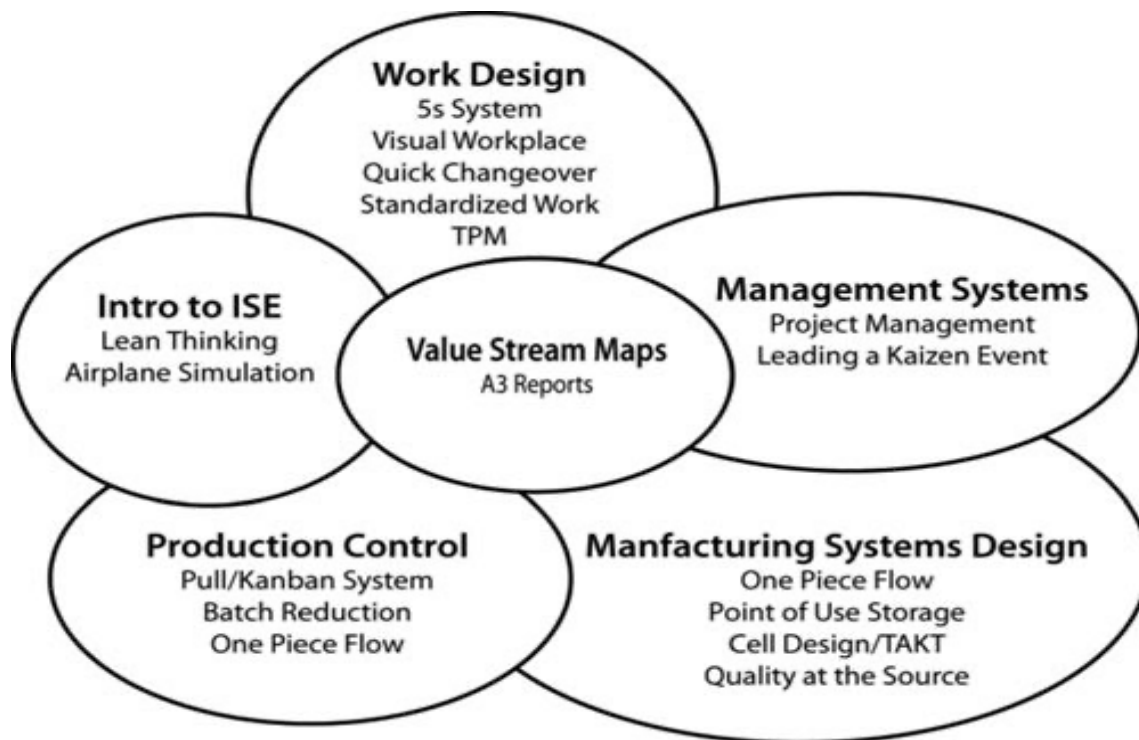 Work Design
5s System
Visual Workplace
Quick Changeover
Standardized Work
TPM
Intro to ISE
Lean Thinking
Airplane Simulation
Value Stream Maps
A3 Reports
Management Systems
Project Management
Leading a Kaizen Event
Production Control
Pull/Kanban System
Batch Reduction
One Piece Flow
Manfacturing Systems Design
One Piece Flow
Point of Use Storage
Cell Design/TAKT
Quality at the Source